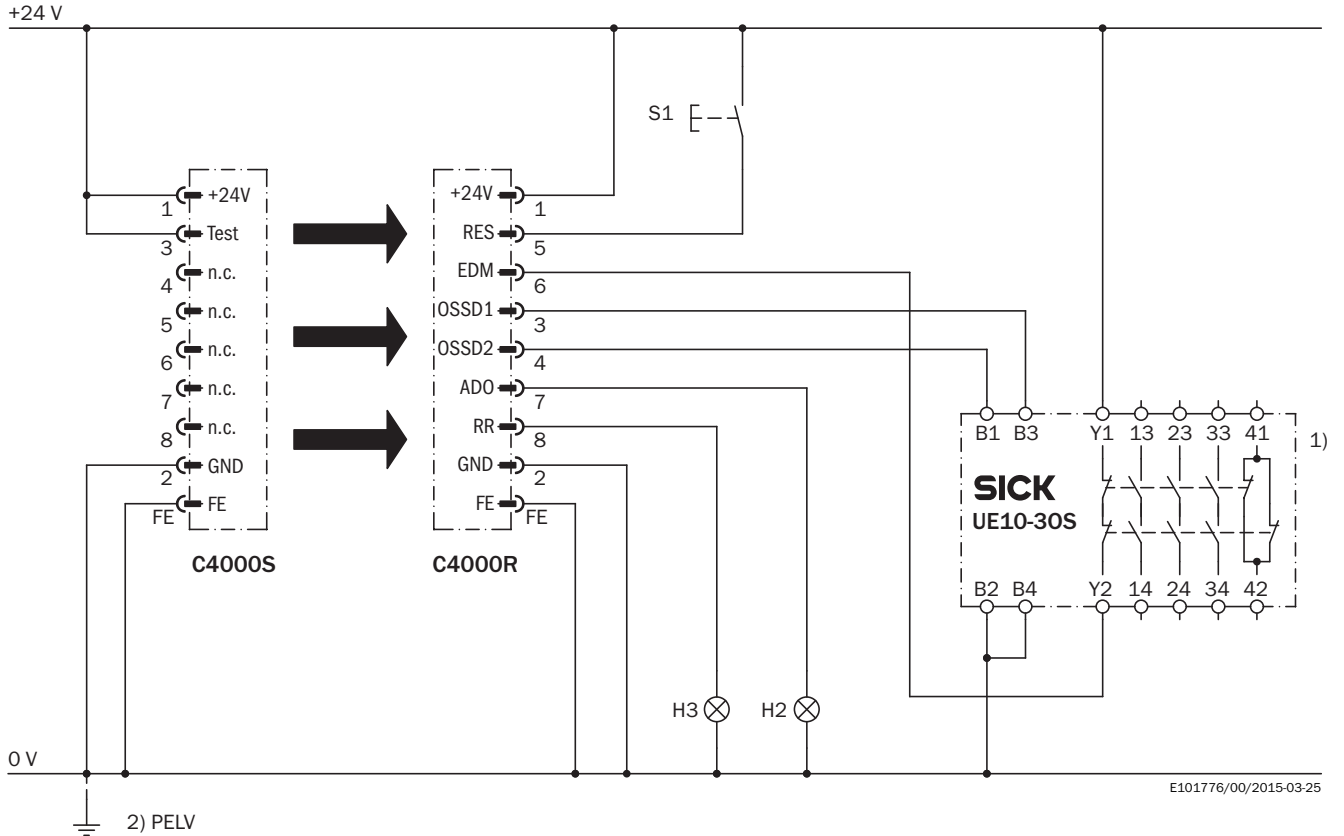 +24 V
S1
+24V
1
Test
3
n.c.
4
n.c.
5
n.c.
6
n.c.
7
n.c.
8
GND
2
FE
FE
C4000S
+24V
1
RES
5
EDM
6
OSSD1
3
OSSD2
4
ADO
7
RR
8
GND
2
FE
FE
C4000R
B1 B3 Y1 13 23 33 41
1)
SICK
UE10-30S
B2 B4 Y2 14 24 34 42
H3
H2
0 V
E101776/00/2015-03-25
2) PELV